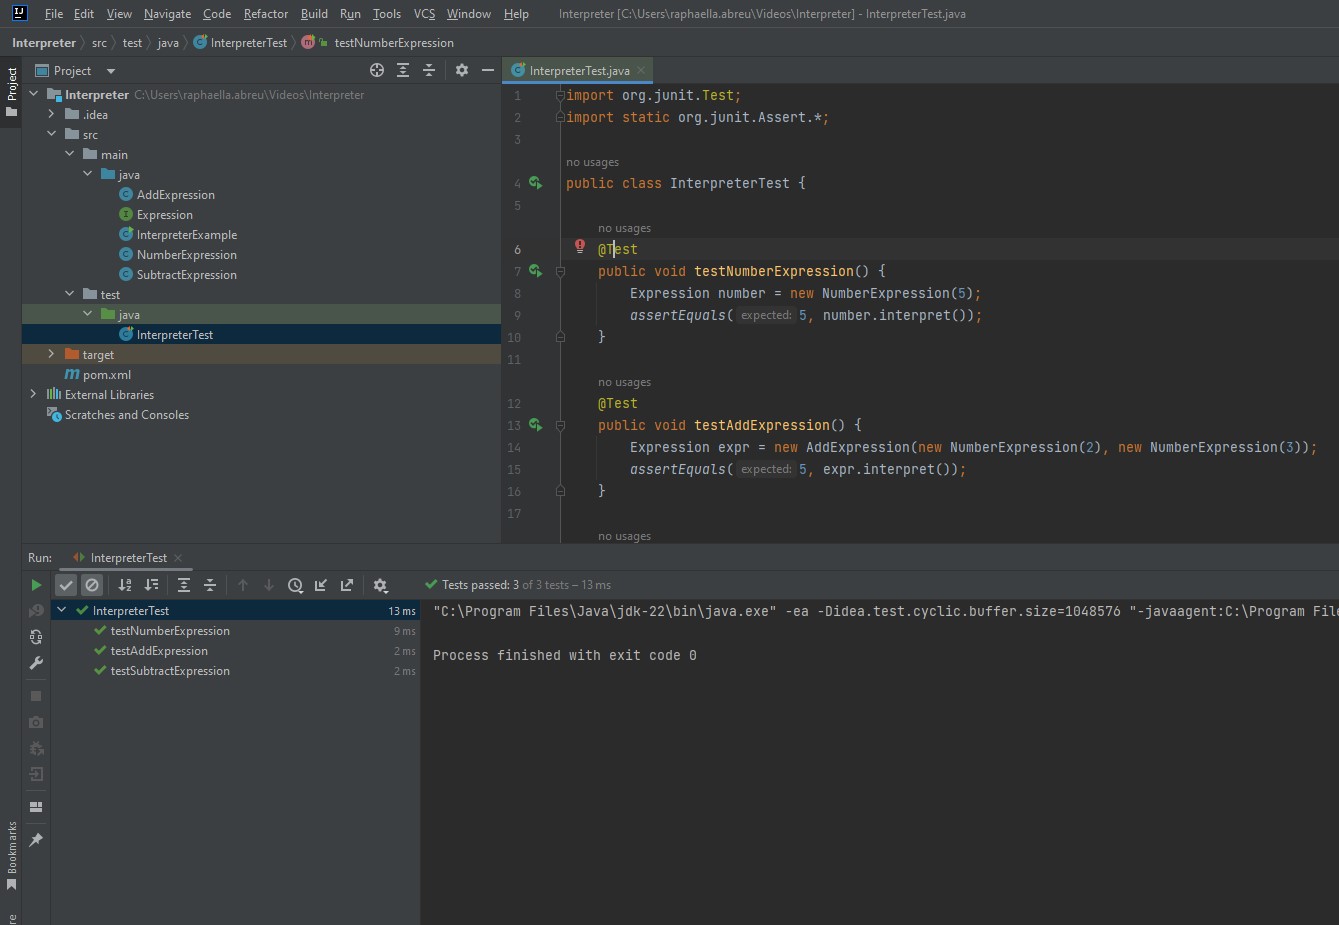 File Edit View Navigate Code Refactor Build Run Tools VCS Window Help Interpreter [C:\Users\raphaella.abreu\Videos\Interpreter] - InterpreterTest.java
Interpreter src test java InterpreterTest m testNumberExpression
Project
Project
Interpreter C:\Users\raphaella.abreu\Videos\Interpreter
.idea
src
main
java
AddExpression
Expression
InterpreterExample
NumberExpression
SubtractExpression
test
java
InterpreterTest
target
pom.xml
External Libraries
Scratches and Consoles
InterpreterTest.java
1 import org.junit.Test;
2 import static org.junit.Assert.*;
3
no usages
4 public class InterpreterTest {
5
no usages
6 @Test
7 public void testNumberExpression() {
8 Expression number = new NumberExpression(5);
9 assertEquals( expected: 5, number.interpret());
10 }
11
no usages
12 @Test
13 public void testAddExpression() {
14 Expression expr = new AddExpression(new NumberExpression(2), new NumberExpression(3));
15 assertEquals( expected: 5, expr.interpret());
16 }
17
no usages
Run: InterpreterTest
Tests passed: 3 of 3 tests – 13 ms
InterpreterTest 13 ms
testNumberExpression 9 ms
testAddExpression 2 ms
testSubtractExpression 2 ms
"C:\Program Files\Java\jdk-22\bin\java.exe" -ea -Didea.test.cyclic.buffer.size=1048576 "-javaagent:C:\Program File
Process finished with exit code 0
Bookmarks
re